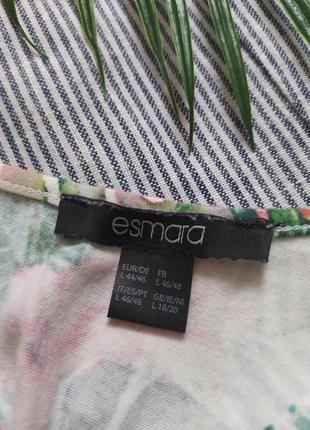 esmara
EUR/DE FR
L 44/46 L 46/48
IT/ES/PT GB/IE/NI
L 46/48 L 18/20